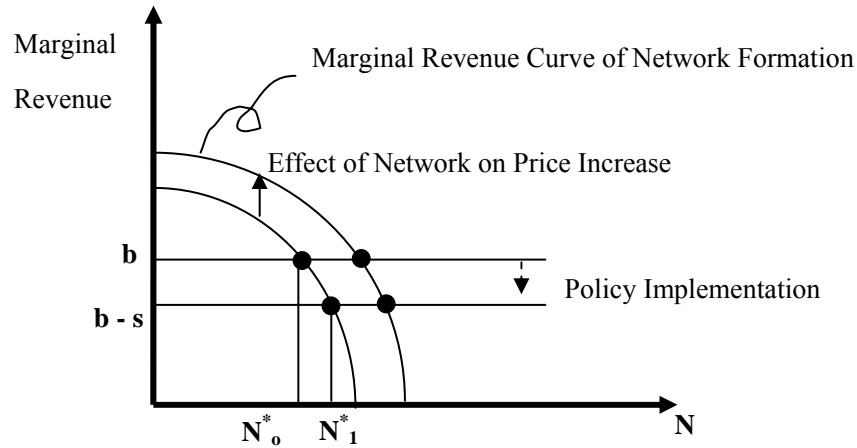 Marginal
Revenue
Marginal Revenue Curve of Network Formation
Effect of Network on Price Increase
b
Policy Implementation
b - s
N*o
N*1
N